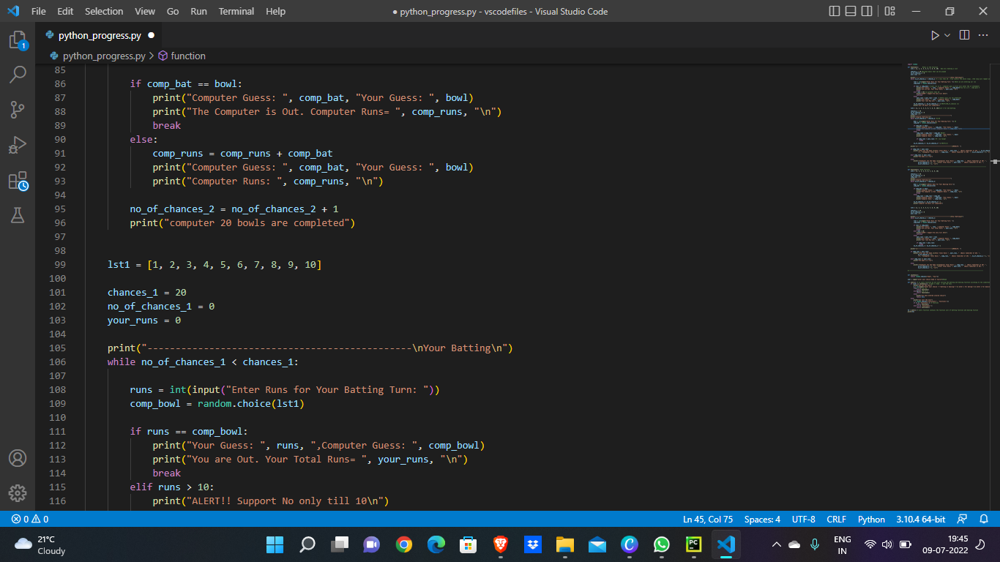 File Edit Selection View Go Run Terminal Help ● python_progress.py - vscodefiles - Visual Studio Code
python_progress.py ●
python_progress.py > function
85
86 if comp_bat == bowl:
87 print("Computer Guess: ", comp_bat, "Your Guess: ", bowl)
88 print("The Computer is Out. Computer Runs= ", comp_runs, "\n")
89 break
90 else:
91 comp_runs = comp_runs + comp_bat
92 print("Computer Guess: ", comp_bat, "Your Guess: ", bowl)
93 print("Computer Runs: ", comp_runs, "\n")
94
95 no_of_chances_2 = no_of_chances_2 + 1
96 print("computer 20 bowls are completed")
97
98
99 lst1 = [1, 2, 3, 4, 5, 6, 7, 8, 9, 10]
100
101 chances_1 = 20
102 no_of_chances_1 = 0
103 your_runs = 0
104
105 print("-----------------------------------------------\nYour Batting\n")
106 while no_of_chances_1 < chances_1:
107
108 runs = int(input("Enter Runs for Your Batting Turn: "))
109 comp_bowl = random.choice(lst1)
110
111 if runs == comp_bowl:
112 print("Your Guess: ", runs, ",Computer Guess: ", comp_bowl)
113 print("You are Out. Your Total Runs= ", your_runs, "\n")
114 break
115 elif runs > 10:
116 print("ALERT!! Support No only till 10\n")
1
0 0 Ln 45, Col 75 Spaces: 4 UTF-8 CRLF Python 3.10.4 64-bit
21°C
Cloudy
PC
ENG
IN
19:45
09-07-2022